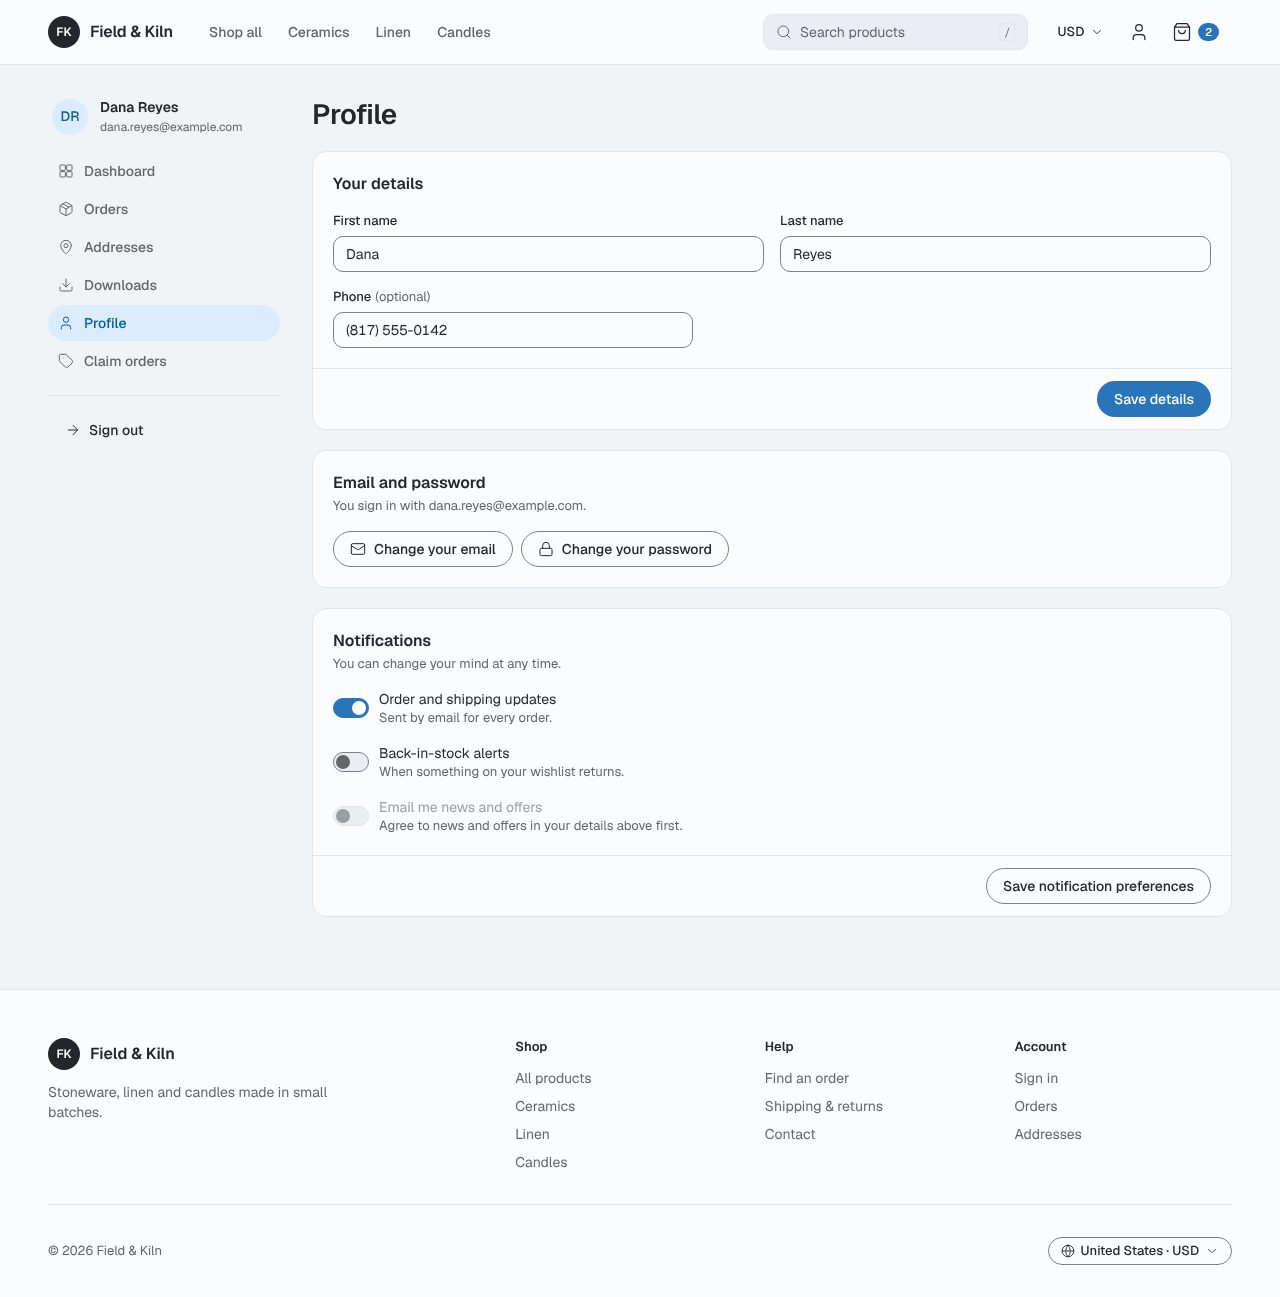 FK Field & Kiln Shop all Ceramics Linen Candles Search products / USD 2
DR Dana Reyes
dana.reyes@example.com
Dashboard
Orders
Addresses
Downloads
Profile
Claim orders
Sign out
Profile
Your details
First name Last name
Dana Reyes
Phone (optional)
(817) 555-0142
Save details
Email and password
You sign in with dana.reyes@example.com.
Change your email Change your password
Notifications
You can change your mind at any time.
Order and shipping updates
Sent by email for every order.
Back-in-stock alerts
When something on your wishlist returns.
Email me news and offers
Agree to news and offers in your details above first.
Save notification preferences
FK Field & Kiln
Stoneware, linen and candles made in small
batches.
Shop
All products
Ceramics
Linen
Candles
Help
Find an order
Shipping & returns
Contact
Account
Sign in
Orders
Addresses
© 2026 Field & Kiln
United States · USD